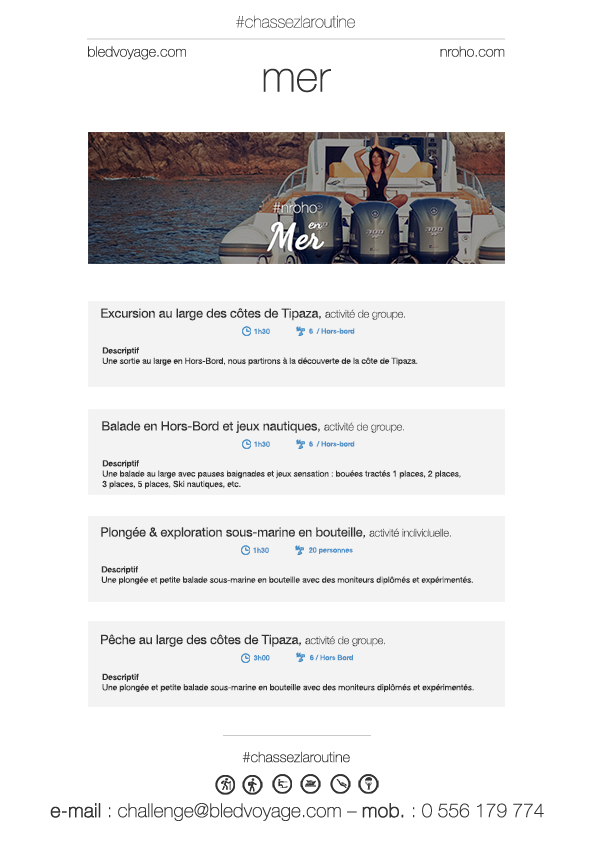 #chassezlaroutine
bledvoyage.com
nroho.com
mer
#nroho
en
Mer
Excursion au large des côtes de Tipaza, activité de groupe.
1h30 6 / Hors-bord
Descriptif
Une sortie au large en Hors-Bord, nous partirons à la découverte de la côte de Tipaza.
Balade en Hors-Bord et jeux nautiques, activité de groupe.
1h30 6 / Hors-bord
Descriptif
Une balade au large avec pauses baignades et jeux sensation : bouées tractés 1 places, 2 places,
3 places, 5 places, Ski nautiques, etc.
Plongée & exploration sous-marine en bouteille, activité individuelle.
1h30 20 personnes
Descriptif
Une plongée et petite balade sous-marine en bouteille avec des moniteurs diplômés et expérimentés.
Pêche au large des côtes de Tipaza, activité de groupe.
3h00 6 / Hors Bord
Descriptif
Une plongée et petite balade sous-marine en bouteille avec des moniteurs diplômés et expérimentés.
#chassezlaroutine
e-mail : challenge@bledvoyage.com – mob. : 0 556 179 774